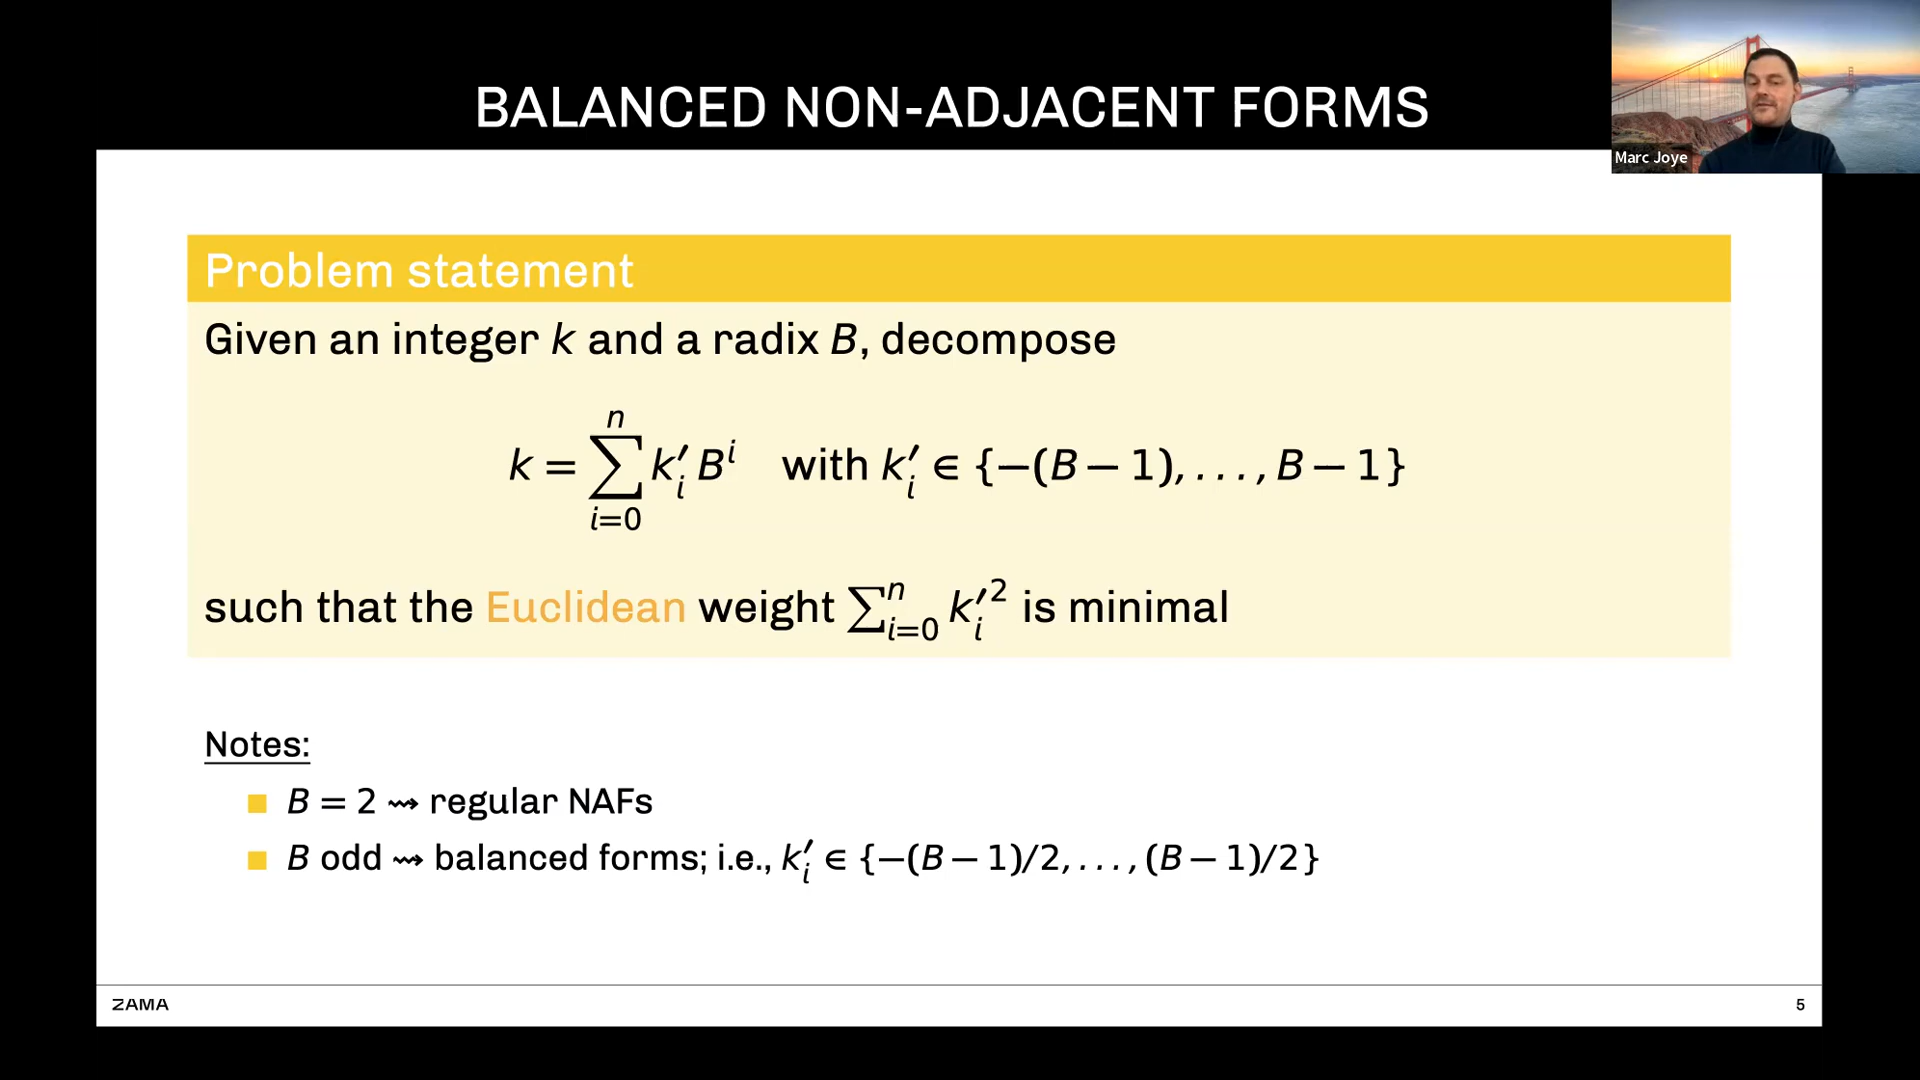 BALANCED NON-ADJACENT FORMS
Marc Joye
Problem statement
Given an integer k and a radix B, decompose
k = ∑_{i=0}^{n} k′_i B^i with k′_i ∈ {−(B − 1), . . . , B − 1}
such that the Euclidean weight ∑_{i=0}^{n} k′_i^2 is minimal
Notes:
■ B = 2 ⇝ regular NAFs
■ B odd ⇝ balanced forms; i.e., k′_i ∈ {−(B − 1)/2, . . . , (B − 1)/2}
ZAMA
5